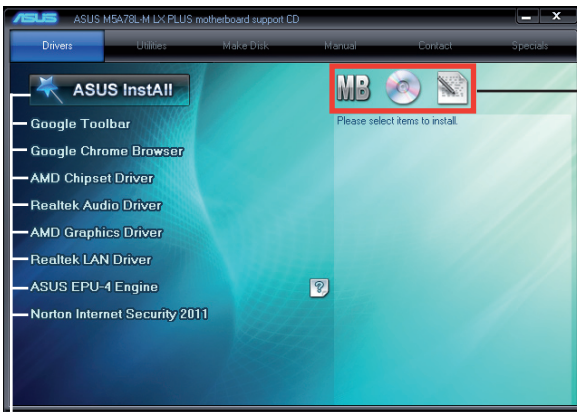 ASUS ASUS M5A78L-M LX PLUS motherboard support CD
Drivers Utilities Make Disk Manual Contact Specials
ASUS InstAll
MB
Please select items to install.
Google Toolbar
Google Chrome Browser
AMD Chipset Driver
Realtek Audio Driver
AMD Graphics Driver
Realtek LAN Driver
ASUS EPU-4 Engine
?
Norton Internet Security 2011